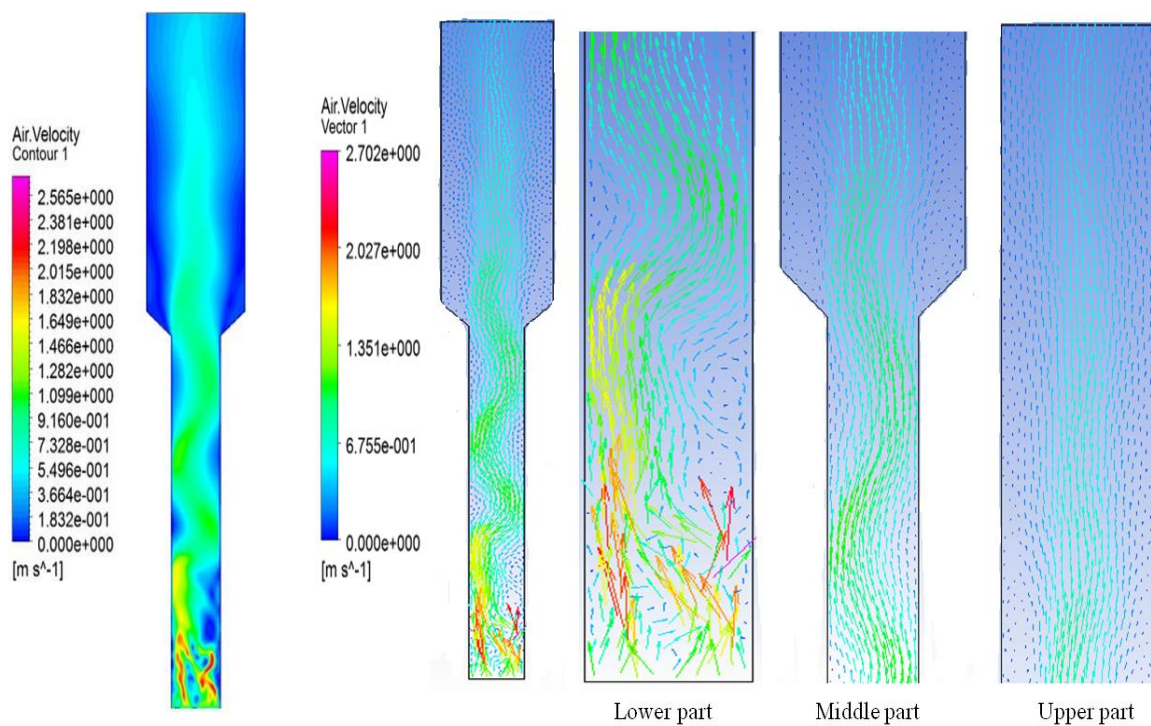 Air.Velocity
Contour 1
2.565e+000
2.381e+000
2.198e+000
2.015e+000
1.832e+000
1.649e+000
1.466e+000
1.282e+000
1.099e+000
9.160e-001
7.328e-001
5.496e-001
3.664e-001
1.832e-001
0.000e+000
[m s^-1]
Air.Velocity
Vector 1
2.702e+000
2.027e+000
1.351e+000
6.755e-001
0.000e+000
[m s^-1]
Lower part
Middle part
Upper part